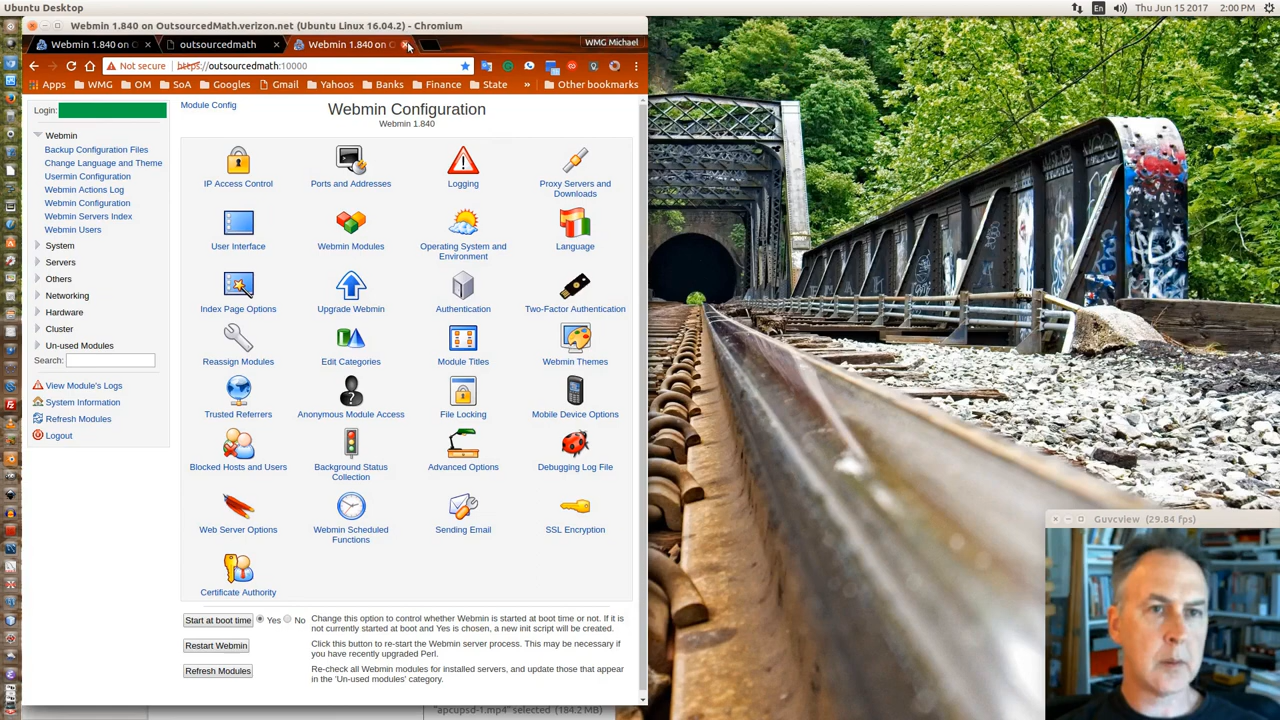 Ubuntu Desktop
En
Thu Jun 15 2017
2:00 PM
Webmin 1.840 on OutsourcedMath.verizon.net (Ubuntu Linux 16.04.2) - Chromium
Webmin 1.840 on
outsourcedmath
Webmin 1.840 on
WMG Michael
Not secure
https://outsourcedmath:10000
Apps
WMG
OM
SoA
Google
Gmail
Yahoos
Banks
Finance
State
»
Other bookmarks
Login:
Webmin
Backup Configuration Files
Change Language and Theme
Usermin Configuration
Webmin Actions Log
Webmin Configuration
Webmin Servers Index
Webmin Users
System
Servers
Others
Networking
Hardware
Cluster
Un-used Modules
Search:
View Module's Logs
System Information
Refresh Modules
Logout
Module Config
Webmin Configuration
Webmin 1.840
IP Access Control
Ports and Addresses
Logging
Proxy Servers and
Downloads
User Interface
Webmin Modules
Operating System and
Environment
Language
Index Page Options
Upgrade Webmin
Authentication
Two-Factor Authentication
Reassign Modules
Edit Categories
Module Titles
Webmin Themes
Trusted Referrers
Anonymous Module Access
File Locking
Mobile Device Options
Blocked Hosts and Users
Background Status
Collection
Advanced Options
Debugging Log File
Web Server Options
Webmin Scheduled
Functions
Sending Email
SSL Encryption
Certificate Authority
Start at boot time
Yes
No
Change this option to control whether Webmin is started at boot time or not. If it is
not currently started at boot and Yes is chosen, a new init script will be created.
Restart Webmin
Click this button to re-start the Webmin server process. This may be necessary if
you have recently upgraded Perl.
Refresh Modules
Re-check all Webmin modules for installed servers, and update those that appear
in the 'Un-used modules' category.
Guvcview (29.84 fps)
"apcupsd-1.mp4" selected (184.2 MB)